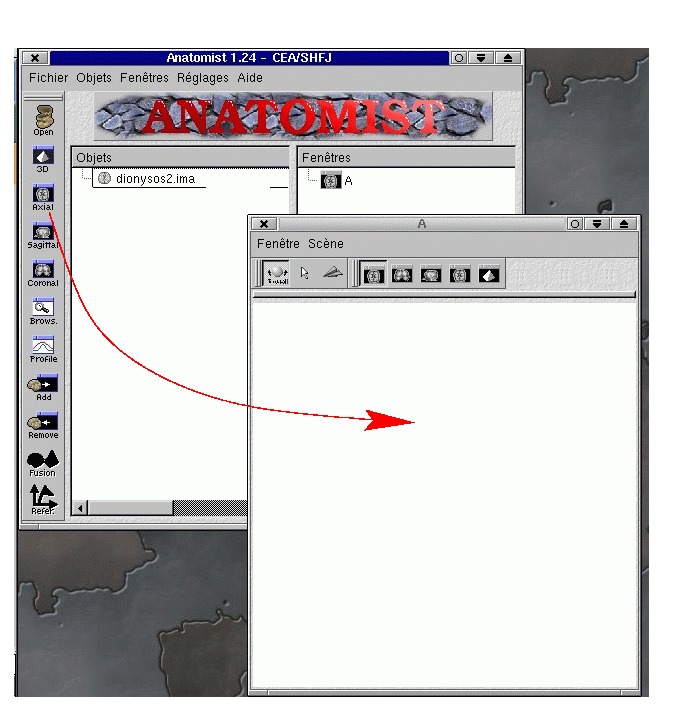 Anatomist 1.24 - CEA/SHFJ
Fichier Objets Fenêtres Réglages Aide
ANATOMIST
Open
3D
Axial
Sagittal
Coronal
Brows.
Profile
Add
Remove
Fusion
Refer.
Objets
dionysos2.ima
Fenêtres
A
A
Fenêtre Scène